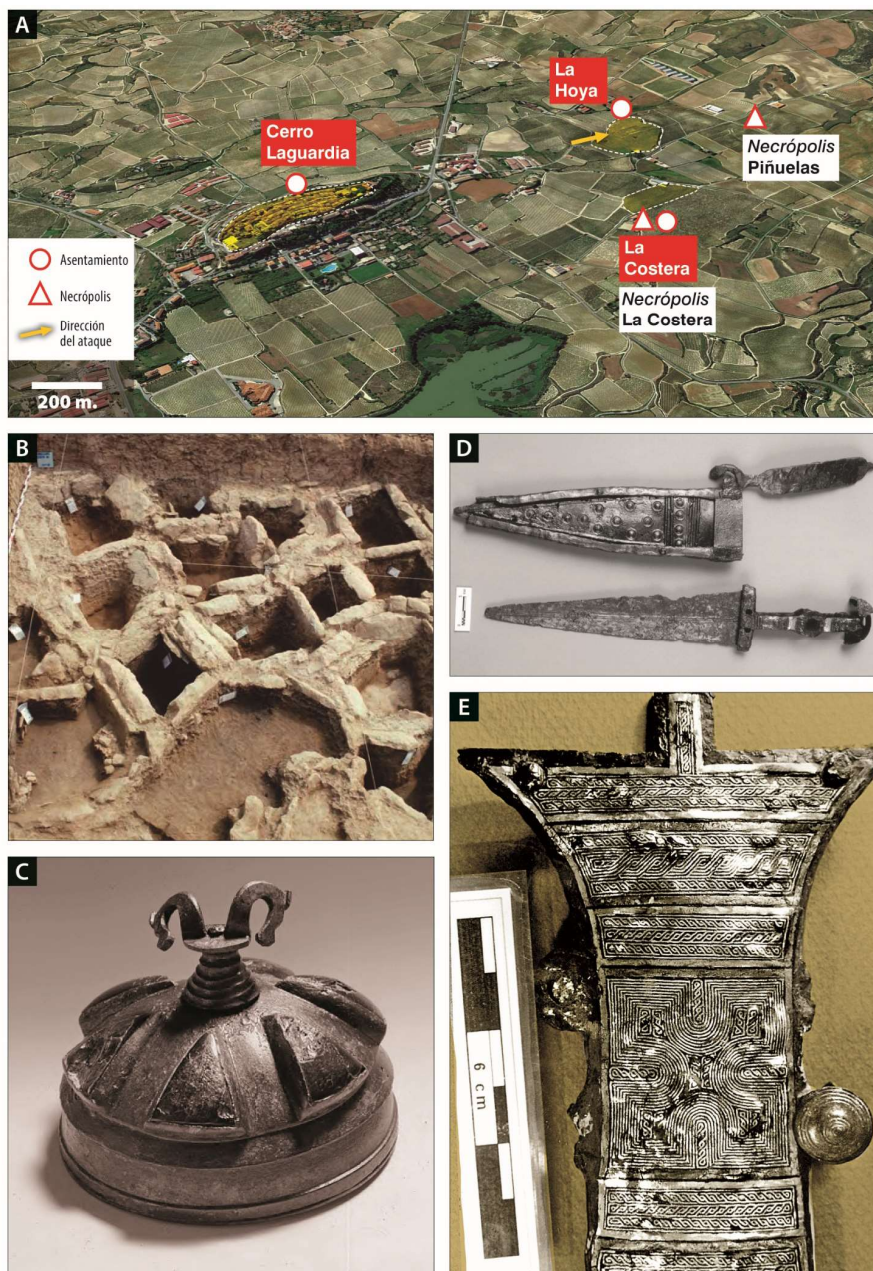 A
La
Hoya
Cerro
Laguardia
Necrópolis
Piñuelas
La
Costera
Necrópolis
La Costera
Asentamiento
Necrópolis
Dirección
del ataque
200 m.
B
D
C
E
6 cm